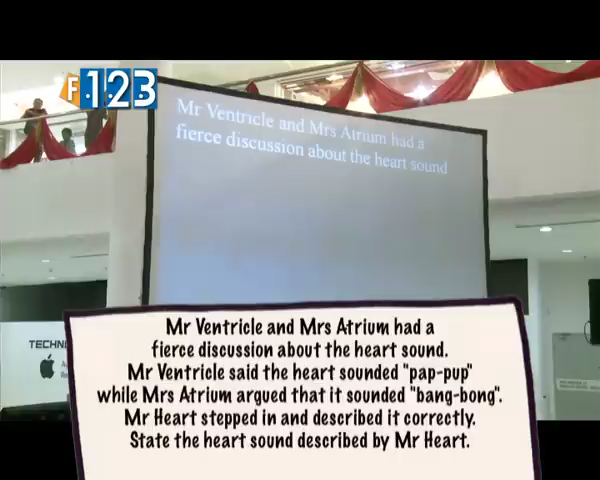 F.1.2.3
Mr Ventricle and Mrs Atrium had a
fierce discussion about the heart sound
TECHN
Mr Ventricle and Mrs Atrium had a
fierce discussion about the heart sound.
Mr Ventricle said the heart sounded "pap-pup"
while Mrs Atrium argued that it sounded "bang-bong".
Mr Heart stepped in and described it correctly.
State the heart sound described by Mr Heart.